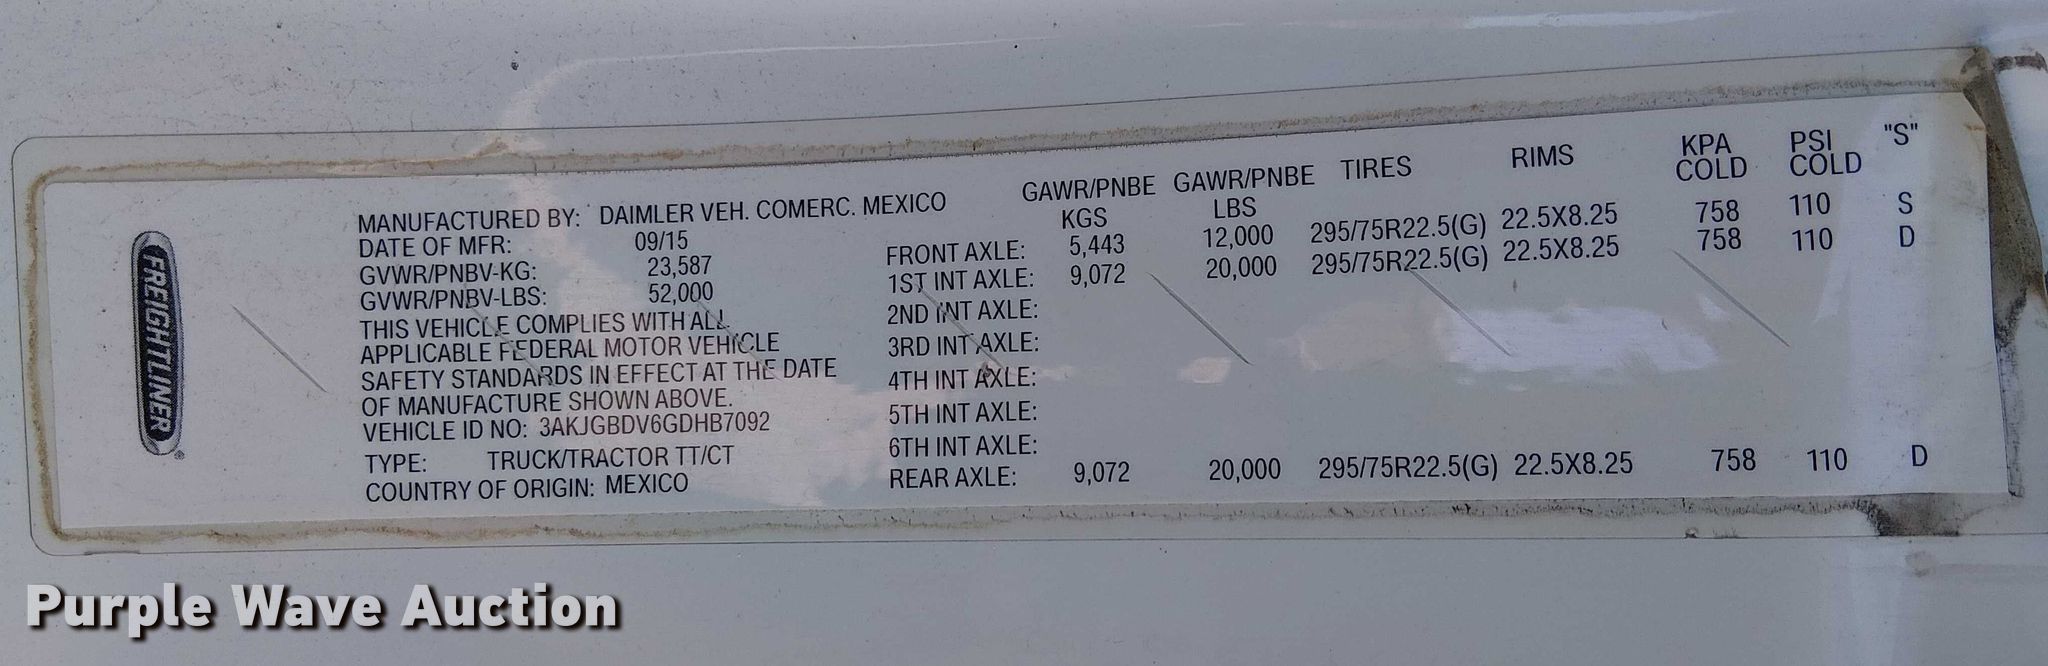 FREIGHTLINER
MANUFACTURED BY: DAIMLER VEH. COMERC. MEXICO
DATE OF MFR: 09/15
GVWR/PNBV-KG: 23,587
GVWR/PNBV-LBS: 52,000
THIS VEHICLE COMPLIES WITH ALL
APPLICABLE FEDERAL MOTOR VEHICLE
SAFETY STANDARDS IN EFFECT AT THE DATE
OF MANUFACTURE SHOWN ABOVE.
VEHICLE ID NO: 3AKJGBDV6GDHB7092
TYPE: TRUCK/TRACTOR TT/CT
COUNTRY OF ORIGIN: MEXICO
GAWR/PNBE KGS GAWR/PNBE LBS TIRES RIMS KPA COLD PSI COLD "S"
FRONT AXLE: 5,443 12,000 295/75R22.5(G) 22.5X8.25 758 110 S
1ST INT AXLE: 9,072 20,000 295/75R22.5(G) 22.5X8.25 758 110 D
2ND INT AXLE:
3RD INT AXLE:
4TH INT AXLE:
5TH INT AXLE:
6TH INT AXLE:
REAR AXLE: 9,072 20,000 295/75R22.5(G) 22.5X8.25 758 110 D
Purple Wave Auction